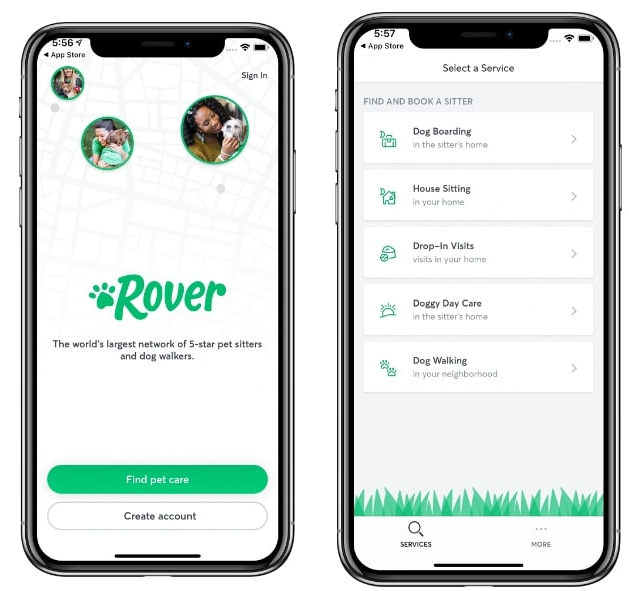 5:56
App Store
Sign In
Rover
The world's largest network of 5-star pet sitters
and dog walkers.
Find pet care
Create account
5:57
App Store
Select a Service
FIND AND BOOK A SITTER
Dog Boarding
in the sitter's home
House Sitting
in your home
Drop-In Visits
visits in your home
Doggy Day Care
in the sitter's home
Dog Walking
in your neighborhood
SERVICES
MORE